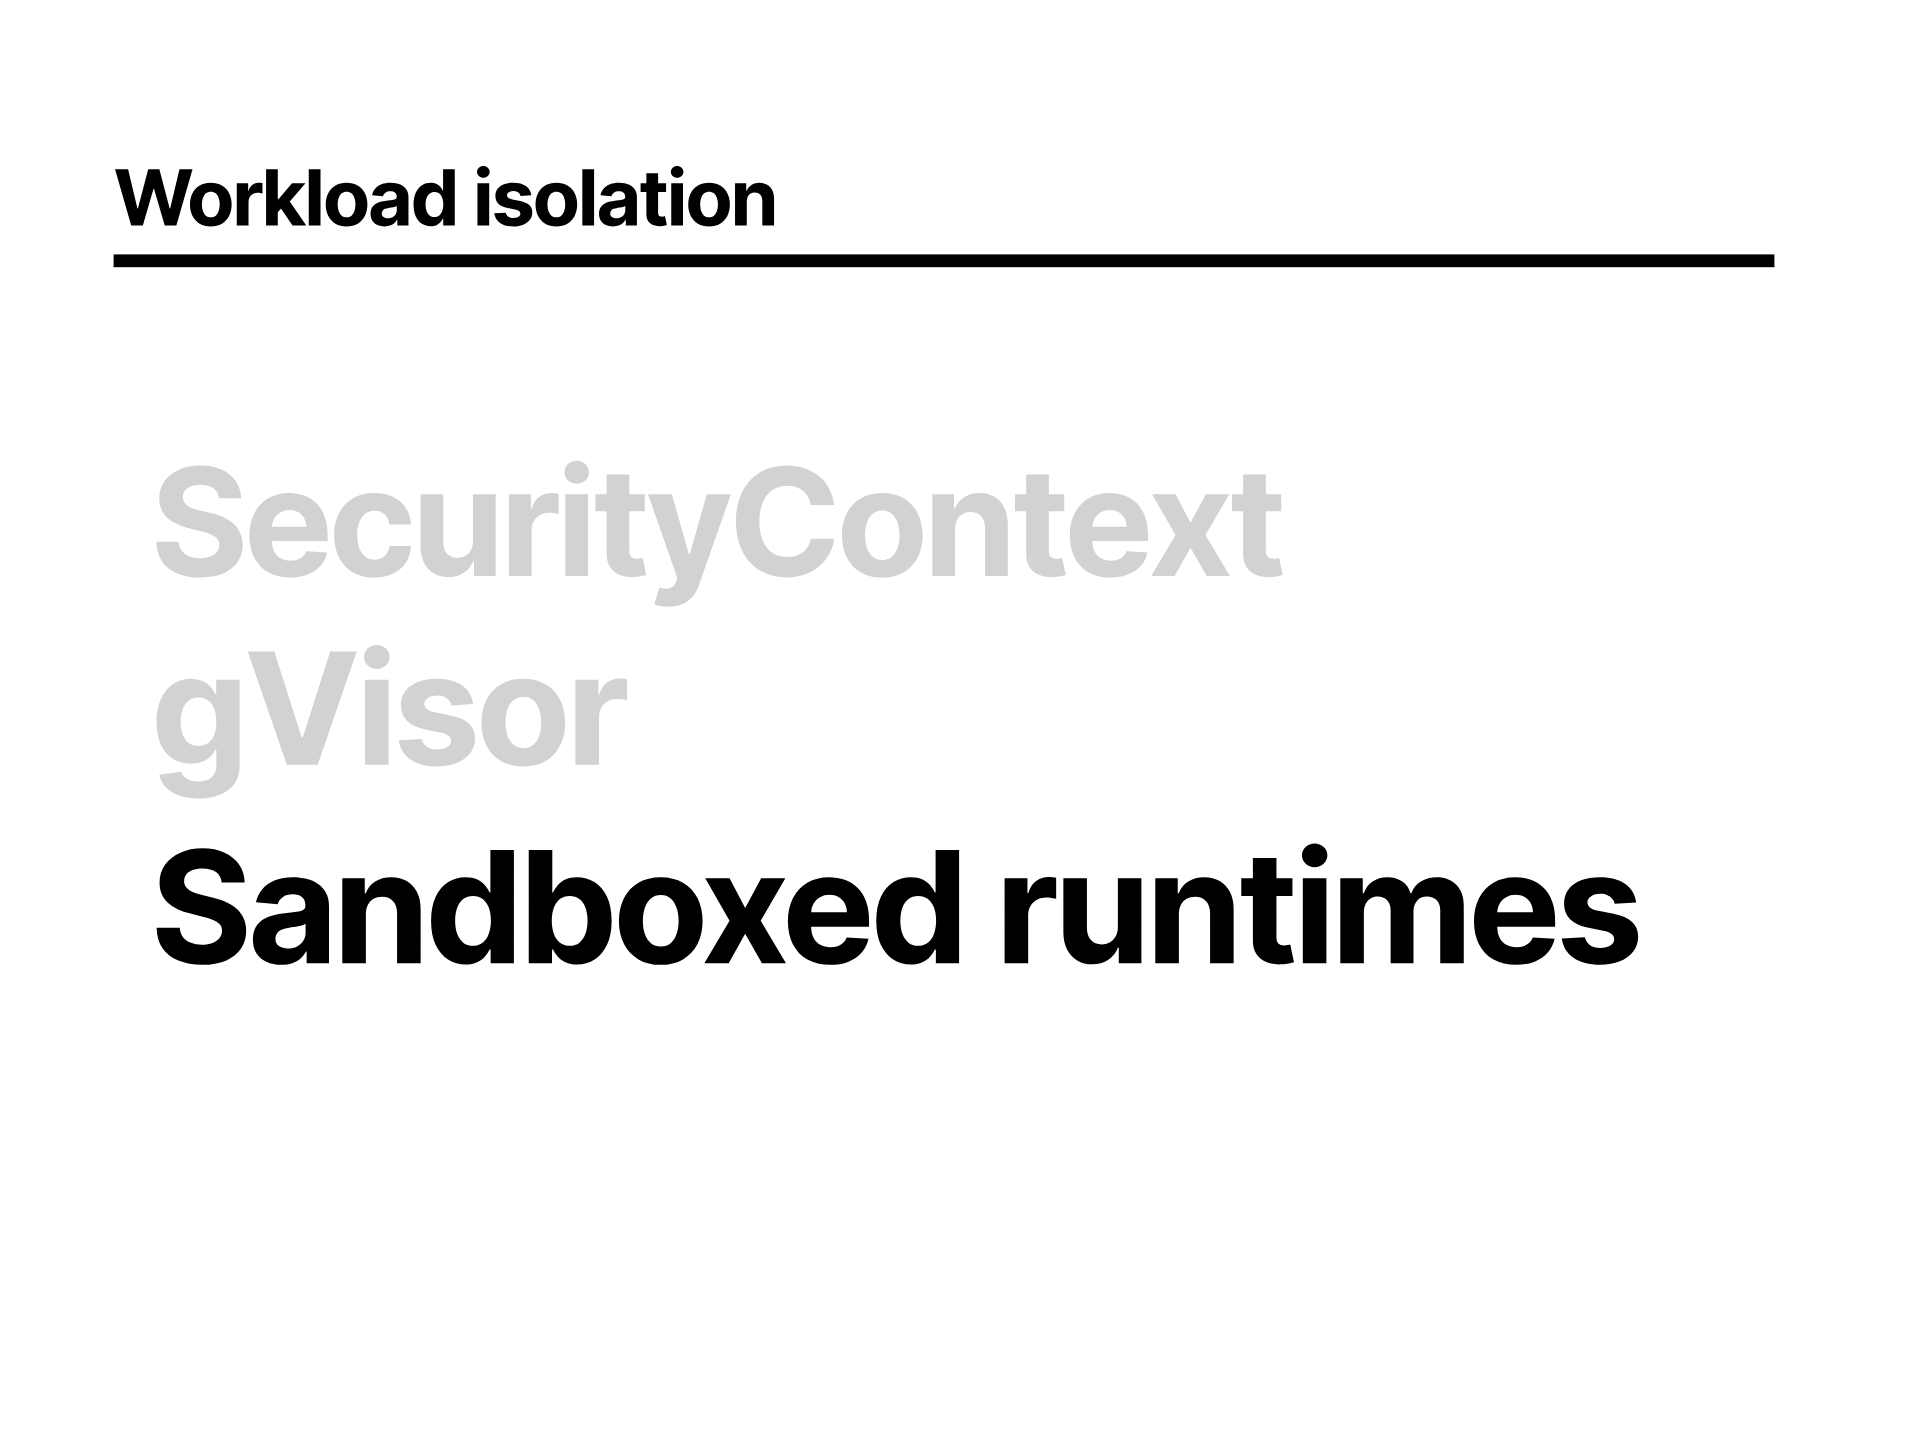 Workload isolation
SecurityContext
gVisor
Sandboxed runtimes